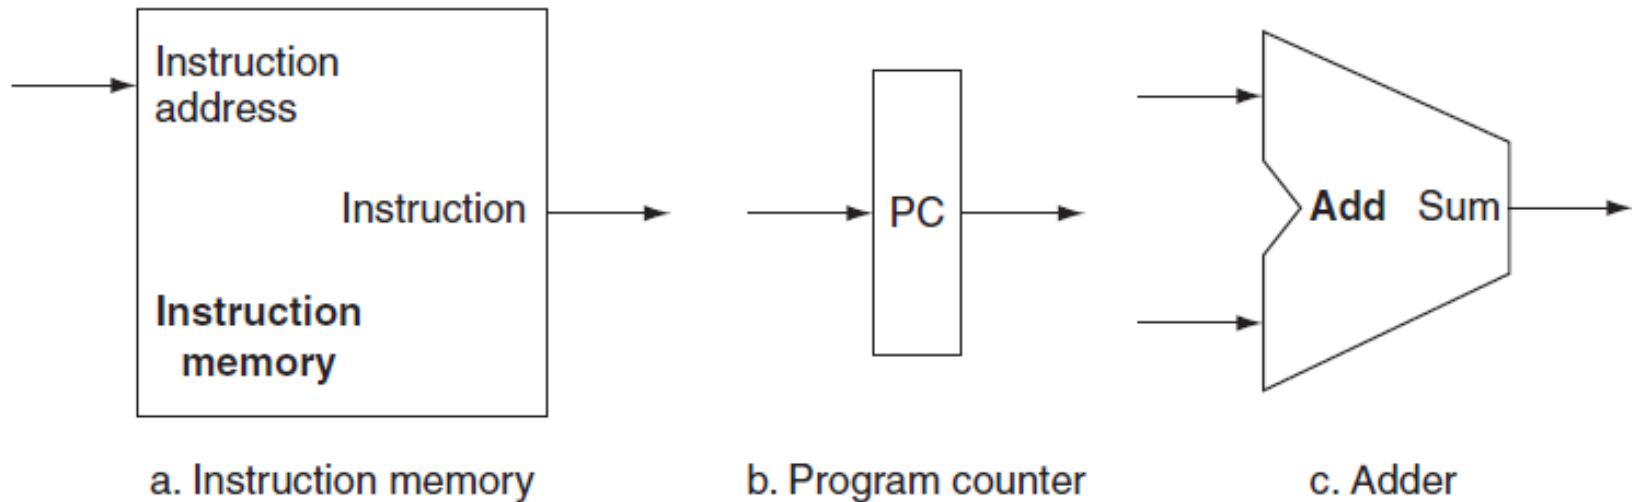 Instruction
address
Instruction
Instruction
memory
PC
Add Sum
a. Instruction memory
b. Program counter
c. Adder